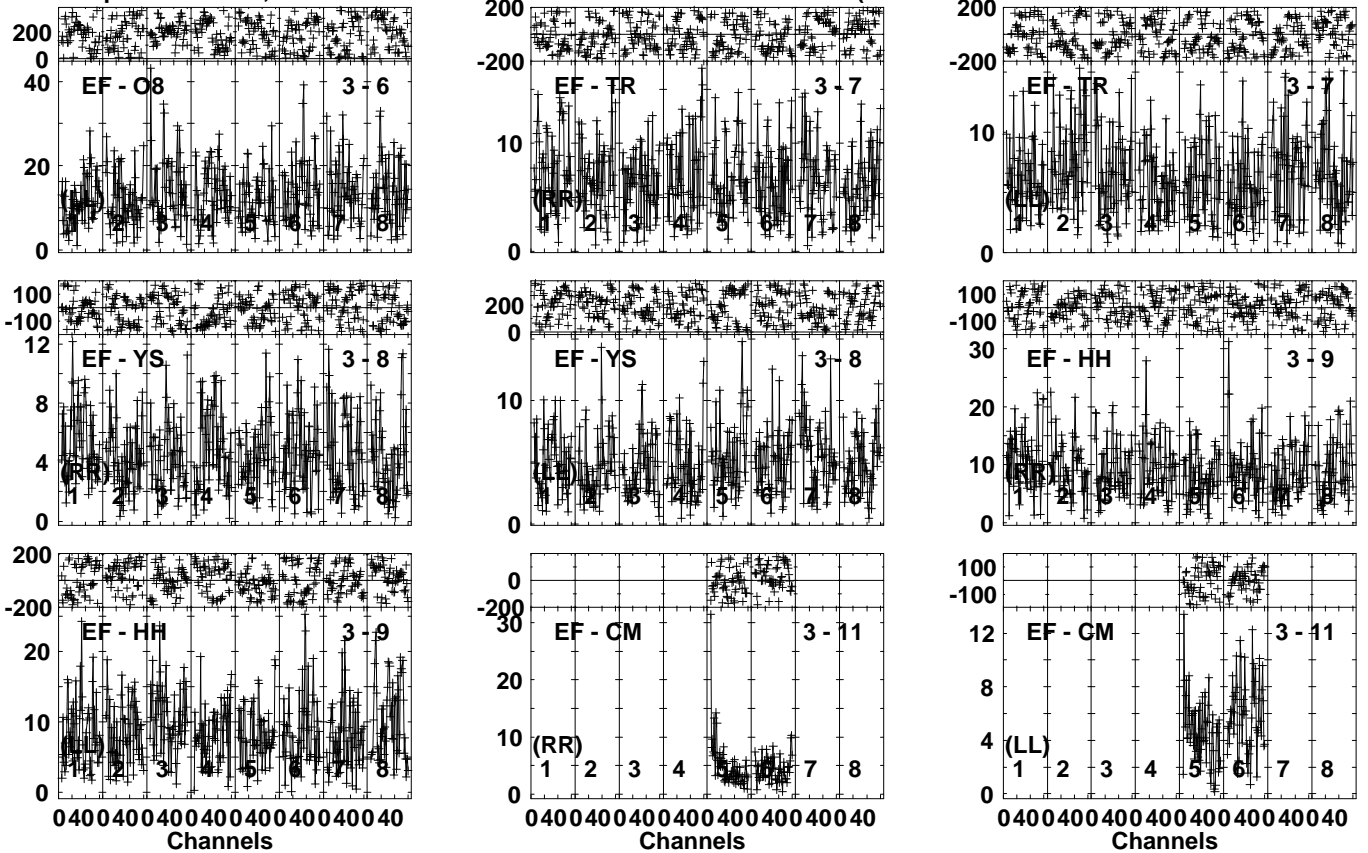 200 200 200
0 -200 -200
40 EF - O8 3 - 6 EF - TR 3 - 7 EF - TR 3 - 7
20 10 10
(LL) (RR) (LL)
1 2 3 4 5 6 7 8 1 2 3 4 5 6 7 8 1 2 3 4 5 6 7 8
0 0 0
100 200 100
-100 0 -100
12 EF - YS 3 - 8 EF - YS 3 - 8 30 EF - HH 3 - 9
8 10 20
4 (RR) (LL) 10 (RR)
1 2 3 4 5 6 7 8 1 2 3 4 5 6 7 8 1 2 3 4 5 6 7 8
0 0 0
200 0 100
-200 -200 -100
EF - HH 3 - 9 30 EF - CM 3 - 11 12 EF - CM 3 - 11
20 20 8
10 (LL) 10 (RR) 4 (LL)
1 2 3 4 5 6 7 8 1 2 3 4 5 6 7 8 1 2 3 4 5 6 7 8
0 0 0
0 40 0 40 0 40 0 40 0 40 0 40 0 40 0 40 0 40 0 40 0 40 0 40 0 40 0 40 0 40 0 40 0 40 0 40 0 40 0 40 0 40 0 40 0 40 0 40
Channels Channels Channels